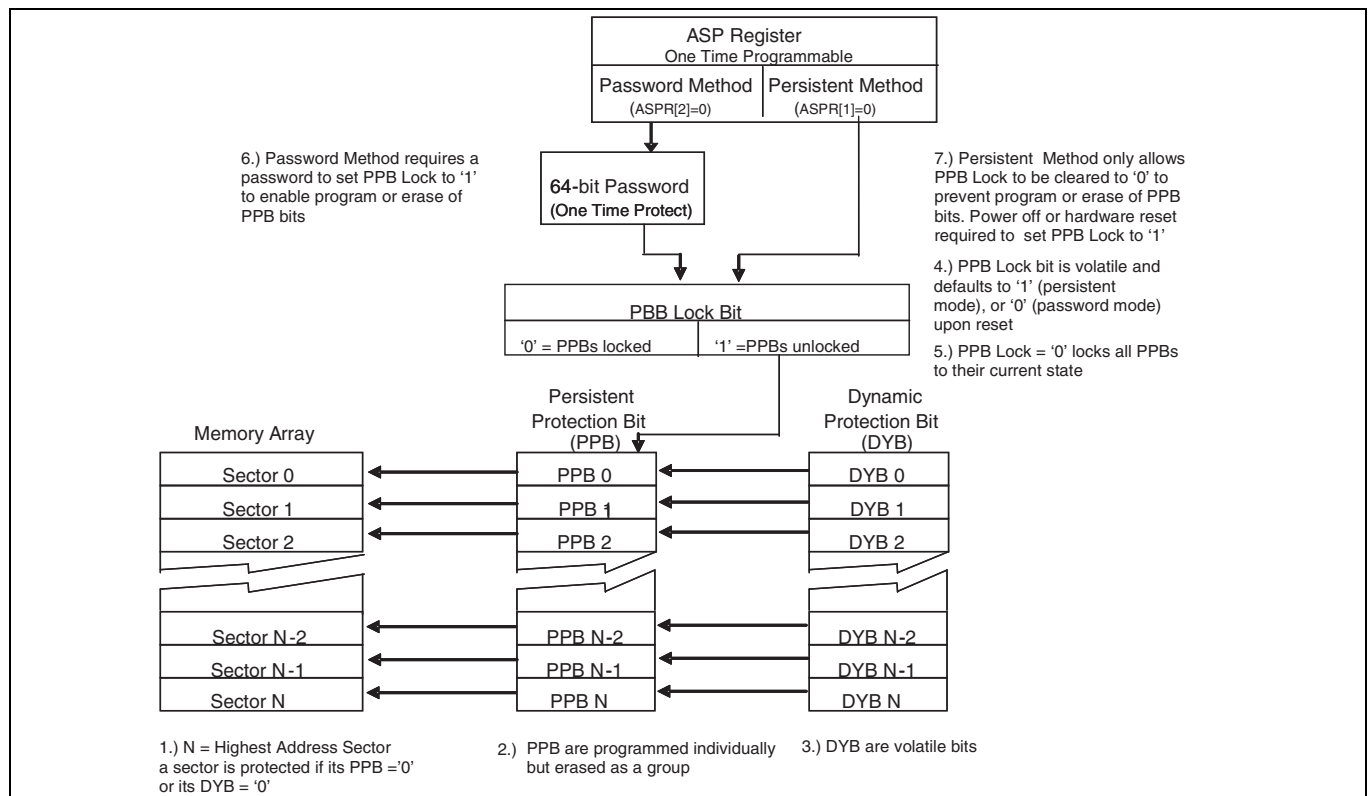 ASP Register
One Time Programmable
Password Method
(ASPR[2]=0)
Persistent Method
(ASPR[1]=0)
6.) Password Method requires a
password to set PPB Lock to ‘1’
to enable program or erase of
PPB bits
64-bit Password
(One Time Protect)
7.) Persistent Method only allows
PPB Lock to be cleared to ‘0’ to
prevent program or erase of PPB
bits. Power off or hardware reset
required to set PPB Lock to ‘1’
4.) PPB Lock bit is volatile and
defaults to ‘1’ (persistent
mode), or ‘0’ (password mode)
upon reset
5.) PPB Lock = ‘0’ locks all PPBs
to their current state
PBB Lock Bit
‘0’ = PPBs locked
‘1’ =PPBs unlocked
Memory Array
Persistent
Protection Bit
(PPB)
Dynamic
Protection Bit
(DYB)
Sector 0
PPB 0
DYB 0
Sector 1
PPB 1
DYB 1
Sector 2
PPB 2
DYB 2
Sector N-2
PPB N-2
DYB N-2
Sector N-1
PPB N-1
DYB N-1
Sector N
PPB N
DYB N
1.) N = Highest Address Sector
a sector is protected if its PPB =’0’
or its DYB = ‘0’
2.) PPB are programmed individually
but erased as a group
3.) DYB are volatile bits